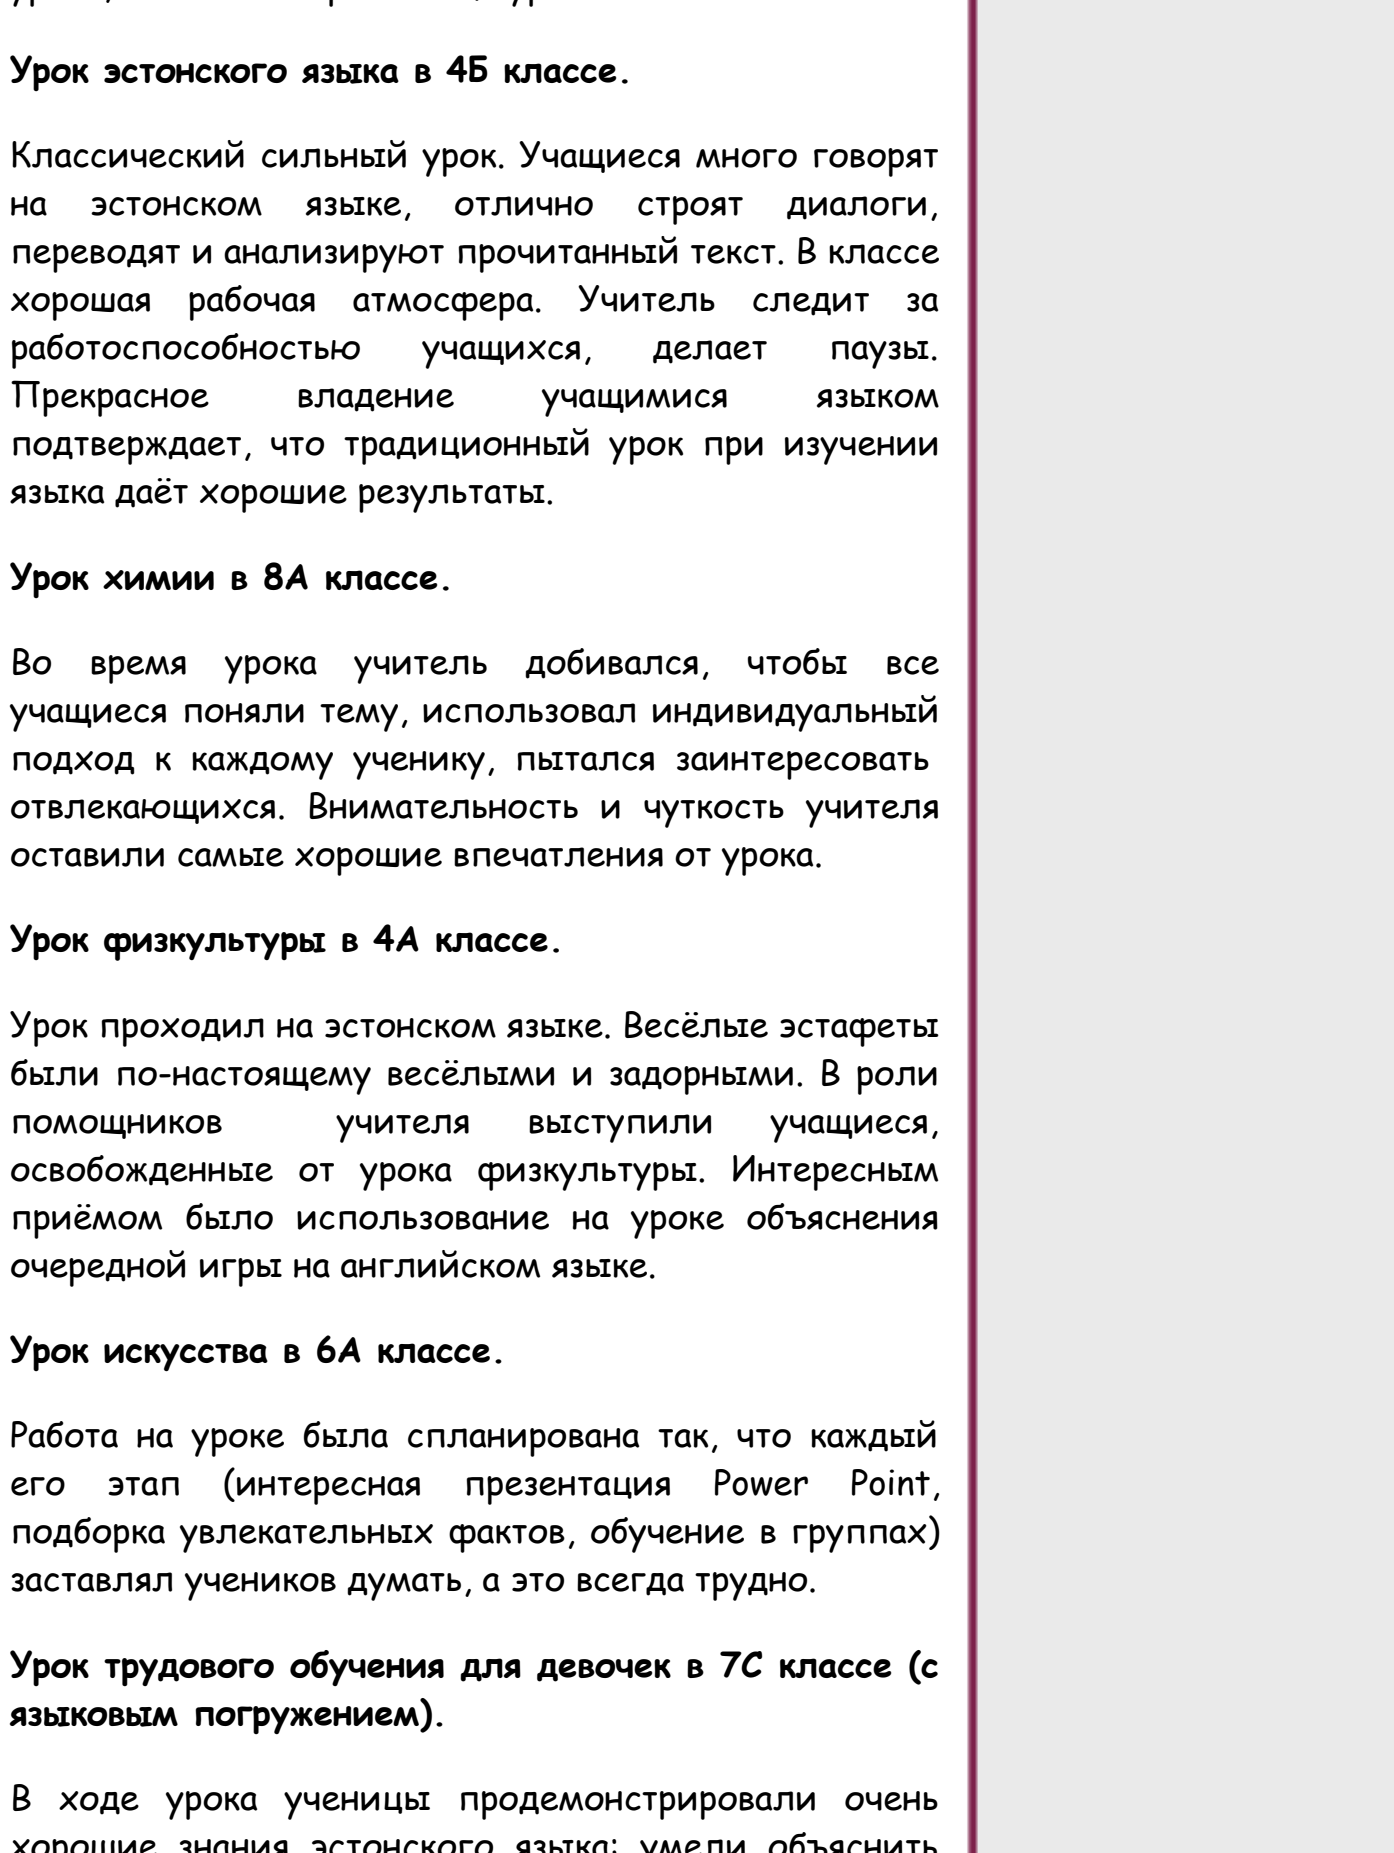 Урок эстонского языка в 4Б классе.
Классический сильный урок. Учащиеся много говорят
на эстонском языке, отлично строят диалоги,
переводят и анализируют прочитанный текст. В классе
хорошая рабочая атмосфера. Учитель следит за
работоспособностью учащихся, делает паузы.
Прекрасное владение учащимися языком
подтверждает, что традиционный урок при изучении
языка даёт хорошие результаты.
Урок химии в 8А классе.
Во время урока учитель добивался, чтобы все
учащиеся поняли тему, использовал индивидуальный
подход к каждому ученику, пытался заинтересовать
отвлекающихся. Внимательность и чуткость учителя
оставили самые хорошие впечатления от урока.
Урок физкультуры в 4А классе.
Урок проходил на эстонском языке. Весёлые эстафеты
были по-настоящему весёлыми и задорными. В роли
помощников учителя выступили учащиеся,
освобожденные от урока физкультуры. Интересным
приёмом было использование на уроке объяснения
очередной игры на английском языке.
Урок искусства в 6А классе.
Работа на уроке была спланирована так, что каждый
его этап (интересная презентация Power Point,
подборка увлекательных фактов, обучение в группах)
заставлял учеников думать, а это всегда трудно.
Урок трудового обучения для девочек в 7С классе (с
языковым погружением).
В ходе урока ученицы продемонстрировали очень
хорошие знания эстонского языка: умели объяснить